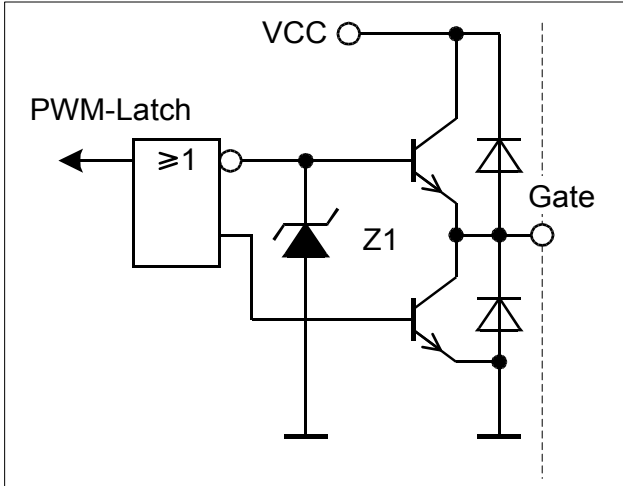 VCC
PWM-Latch
≥1
Gate
Z1